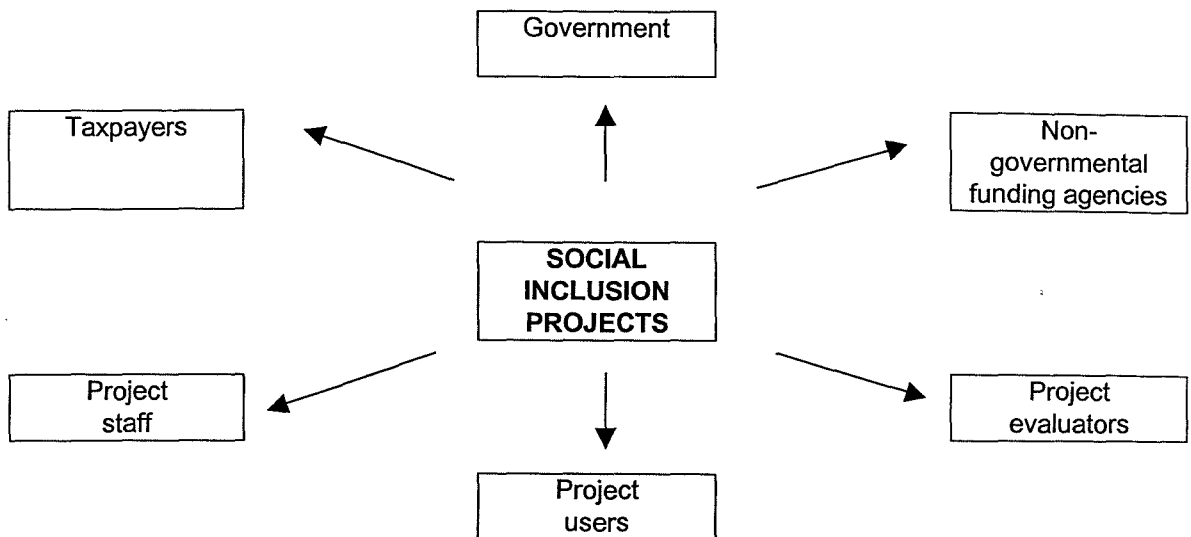 Government
Taxpayers
Non-
governmental
funding agencies
SOCIAL
INCLUSION
PROJECTS
Project
staff
Project
evaluators
Project
users